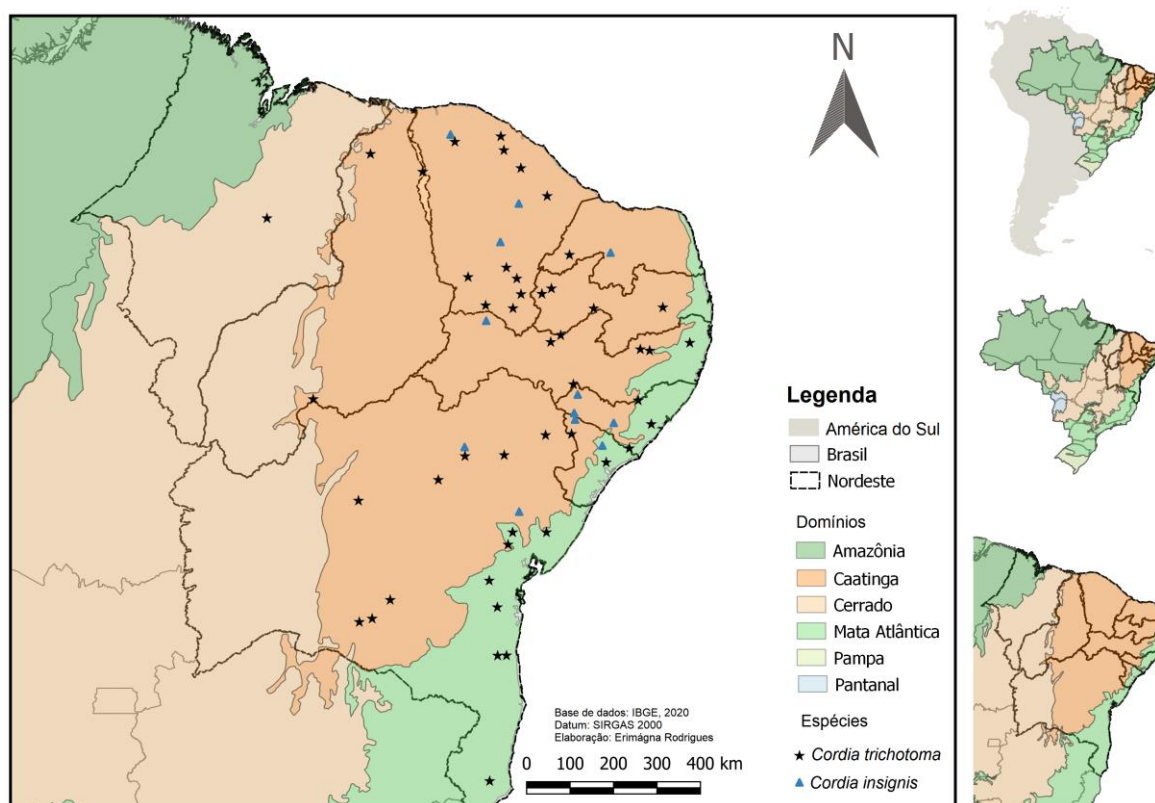 N
Legenda
América do Sul
Brasil
Nordeste
Domínios
Amazônia
Caatinga
Cerrado
Mata Atlântica
Pampa
Pantanal
Espécies
Cordia trichotoma
Cordia insignis
Base de dados: IBGE, 2020
Datum: SIRGAS 2000
Elaboração: Erimágna Rodrigues
0 100 200 300 400 km